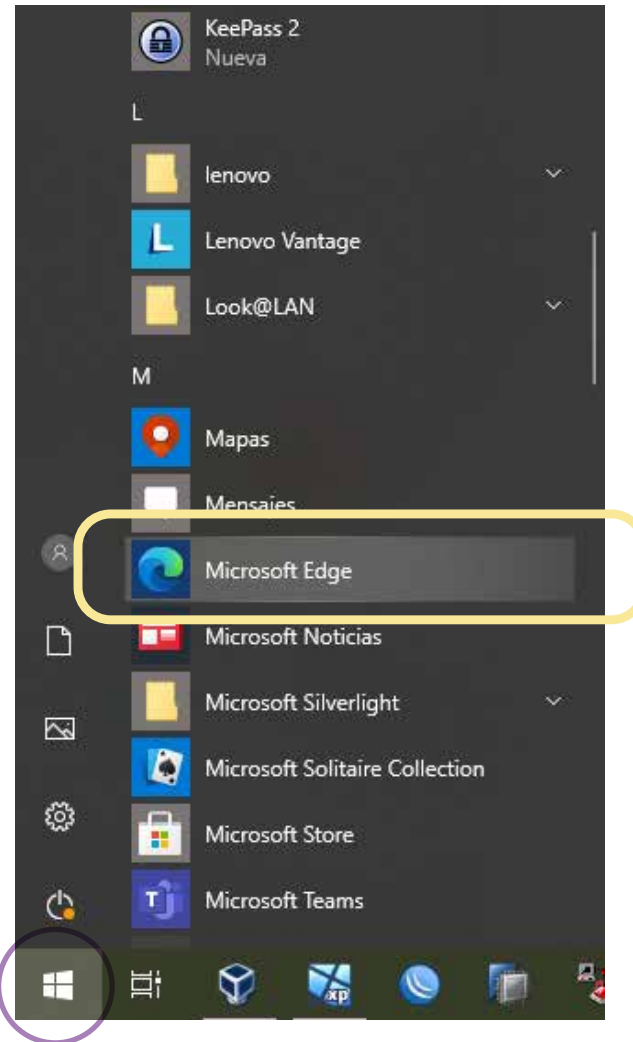 KeePass 2
Nueva
L
lenovo
L
Lenovo Vantage
Look@LAN
M
Mapas
Mensajes
Microsoft Edge
Microsoft Noticias
Microsoft Silverlight
Microsoft Solitaire Collection
Microsoft Store
T
Microsoft Teams
xp